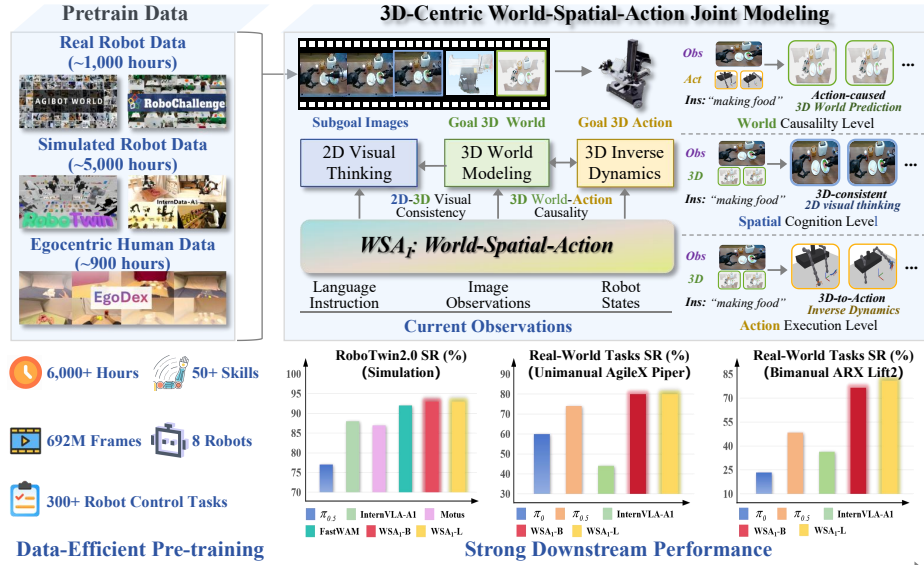 Pretrain Data
Real Robot Data
(~1,000 hours)
AGIBOT WORLD
RoboChallenge
Simulated Robot Data
(~5,000 hours)
RoboTwin
InternData-A1
Egocentric Human Data
(~900 hours)
EgoDex
3D-Centric World-Spatial-Action Joint Modeling
Subgoal Images
Goal 3D World
Goal 3D Action
2D Visual
Thinking
3D World
Modeling
3D Inverse
Dynamics
2D-3D Visual
Consistency
3D World-Action
Causality
WSA1: World-Spatial-Action
Language
Instruction
Image
Observations
Robot
States
Current Observations
Obs
Act
Ins: “making food”
Action-caused
3D World Prediction
...
World Causalilty Level
Obs
3D
Ins: “making food”
3D-consistent
2D visual thinking
...
Spatial Cognition Level
Obs
3D
Ins: “making food”
3D-to-Action
Inverse Dynamics
...
Action Execution Level
6,000+ Hours
50+ Skills
692M Frames
8 Robots
300+ Robot Control Tasks
Data-Efficient Pre-training
RoboTwin2.0 SR (%)
(Simulation)
100
95
90
85
80
75
70
π0.5 InternVLA-A1 Motus
FastWAM WSA1-B WSA1-L
Real-World Tasks SR (%)
(Unimanual AgileX Piper)
90
80
70
60
50
40
30
π0 π0.5 InternVLA-A1
WSA1-B WSA1-L
Real-World Tasks SR (%)
(Bimanual ARX Lift2)
85
70
55
40
25
10
π0 π0.5 InternVLA-A1
WSA1-B WSA1-L
Strong Downstream Performance